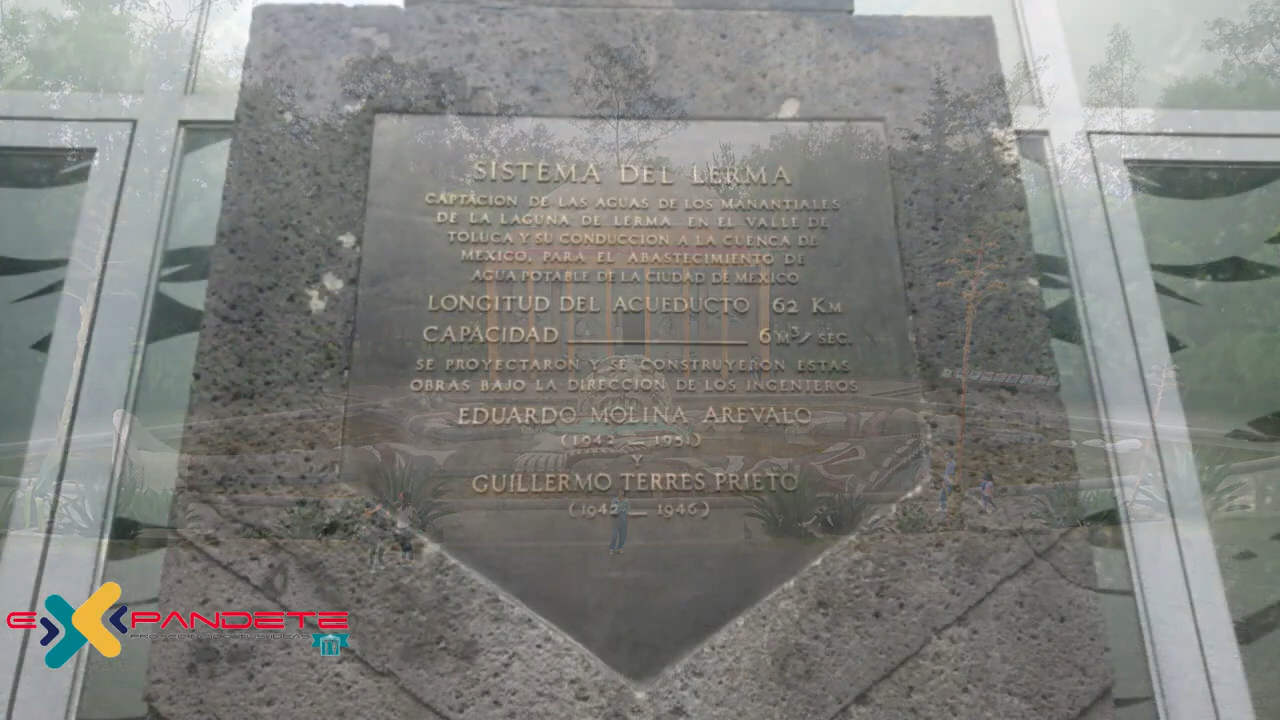 SISTEMA DEL LERMA
CAPTACION DE LAS AGUAS DE LOS MANANTIALES
DE LA LAGUNA DE LERMA EN EL VALLE DE
TOLUCA Y SU CONDUCCION A LA CUENCA DE
MEXICO, PARA EL ABASTECIMIENTO DE
AGUA POTABLE DE LA CIUDAD DE MEXICO
LONGITUD DEL ACUEDUCTO 62 KM
CAPACIDAD ——— 6 M³/ SEG.
SE PROYECTARON Y SE CONSTRUYERON ESTAS
OBRAS BAJO LA DIRECCION DE LOS INGENIEROS
EDUARDO MOLINA AREVALO
(1942 — 1951)
Y
GUILLERMO TERRES PRIETO
(1942 — 1946)
EXPANDETE
TV